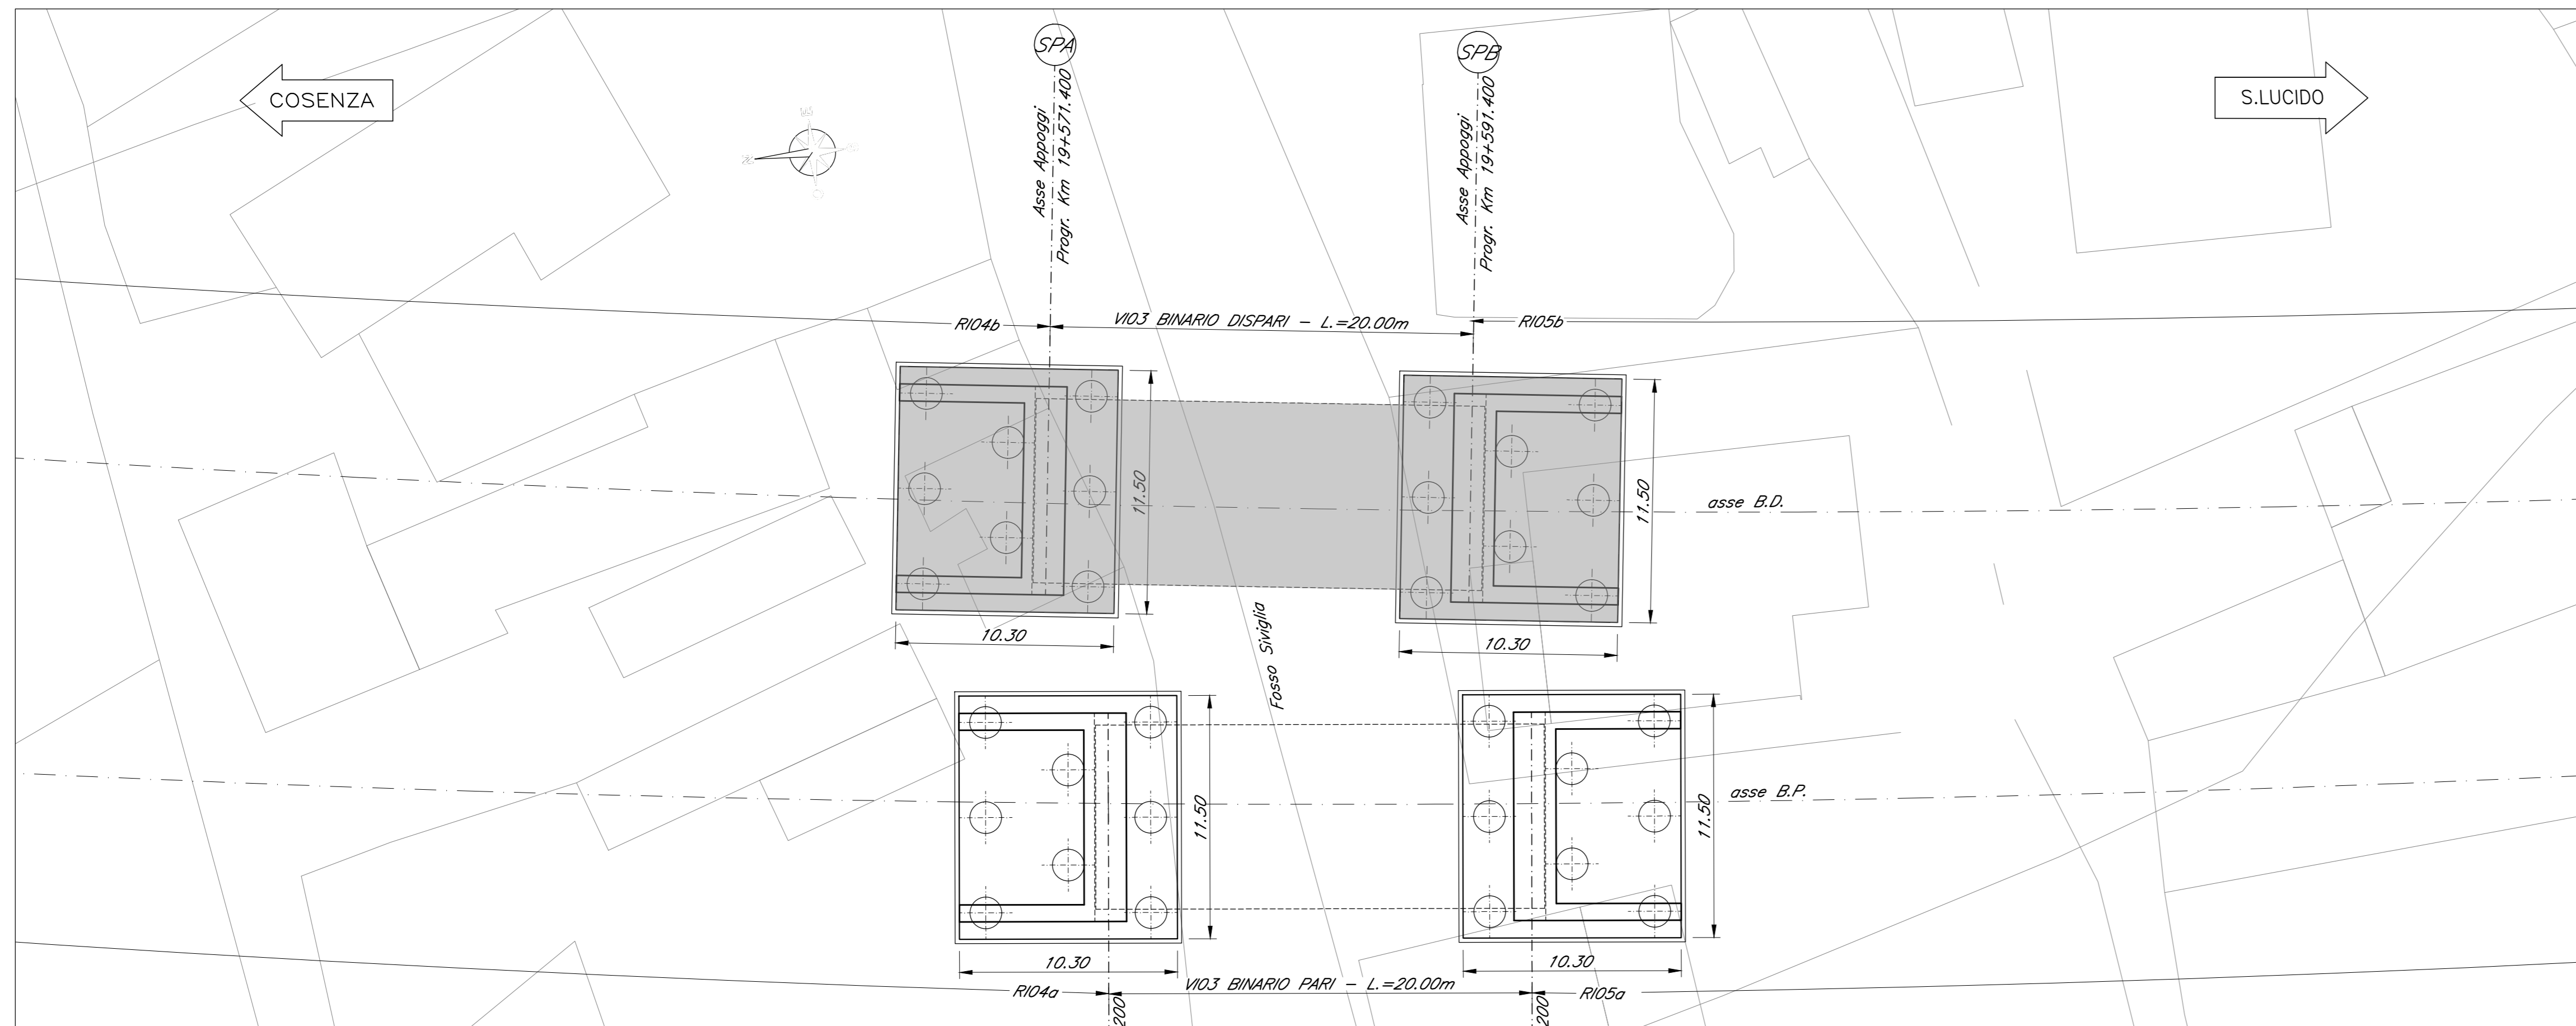 SPA
SPB
COSENZA
S.LUCIDO
Asse Appoggi
Progr. Km 19+571.400
Asse Appoggi
Progr. Km 19+591.400
RI04b
VI03 BINARIO DISPARI - L.=20.00m
RI05b
11.50
11.50
asse B.D.
10.30
10.30
Fosso Siviglia
11.50
11.50
asse B.P.
10.30
10.30
RI04a
VI03 BINARIO PARI - L.=20.00m
RI05a
200
200